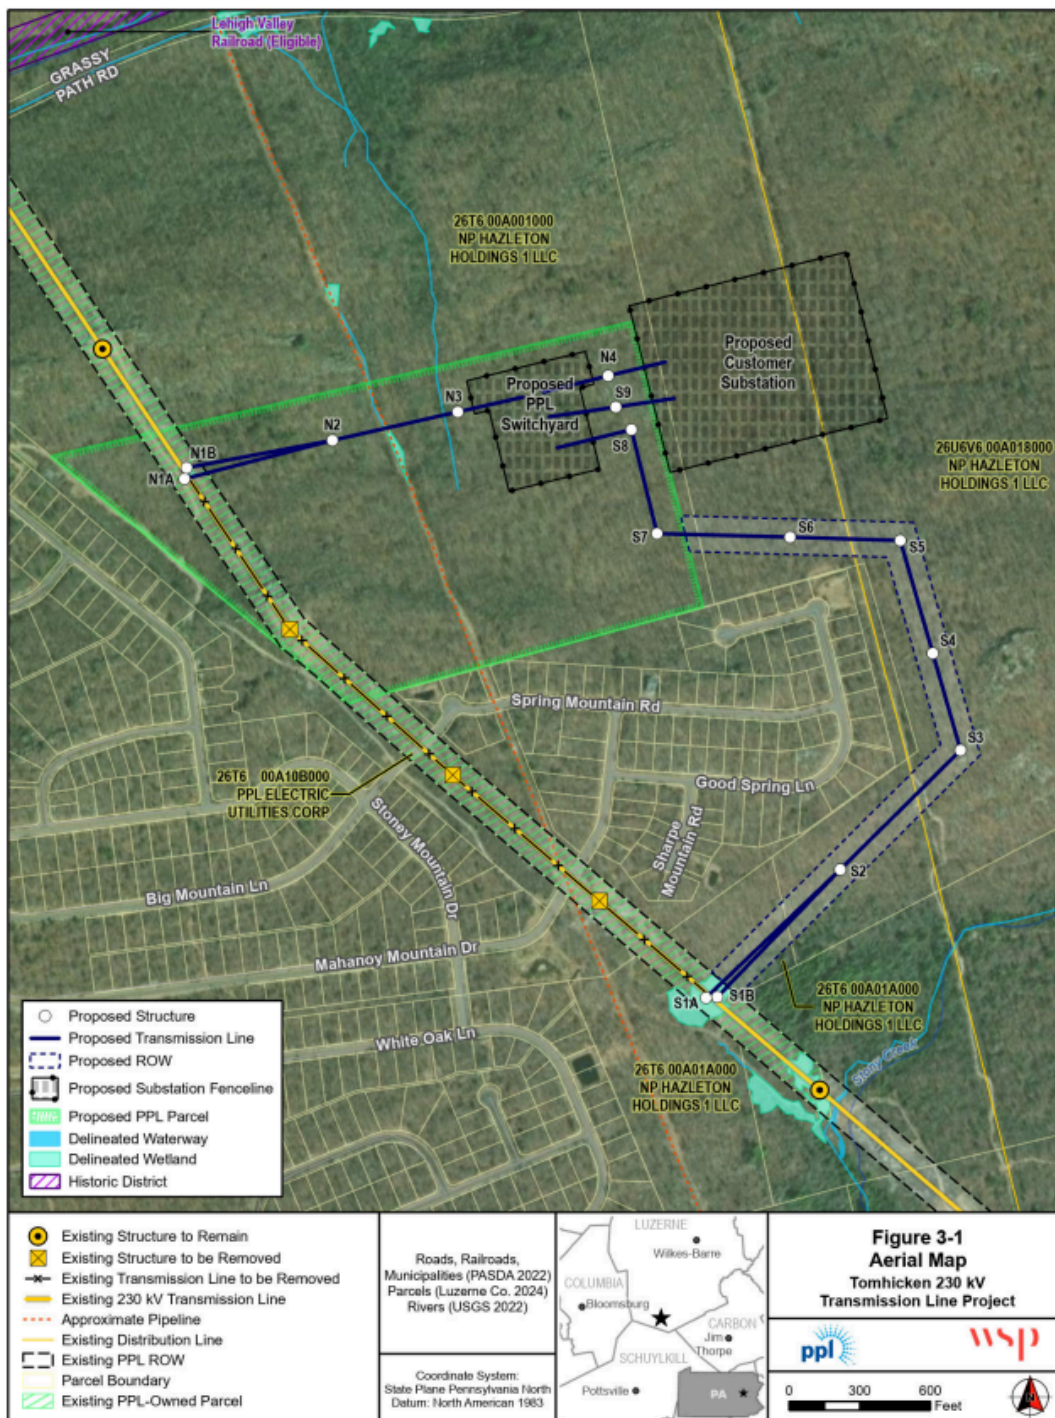 Lehigh Valley
Railroad (Eligible)
GRASSY
PATH RD
26T6 00A001000
NP HAZLETON
HOLDINGS 1 LLC
Proposed
Customer
Substation
N4
Proposed
PPL
Switchyard
N3
S9
N2
S8
N1B
N1A
26U6V6 00A018000
NP HAZLETON
HOLDINGS 1 LLC
S7
S6
S5
S4
S3
Spring Mountain Rd
Good Spring Ln
26T6 00A10B000
PPL ELECTRIC
UTILITIES CORP
Stoney Mountain Dr
Sharpe
Mountain Rd
S2
Big Mountain Ln
Mahanoy Mountain Dr
S1A
S1B
26T6 00A01A000
NP HAZLETON
HOLDINGS 1 LLC
White Oak Ln
26T6 00A01A000
NP HAZLETON
HOLDINGS 1 LLC
Stony Creek
Proposed Structure
Proposed Transmission Line
Proposed ROW
Proposed Substation Fenceline
Proposed PPL Parcel
Delineated Waterway
Delineated Wetland
Historic District
Existing Structure to Remain
Existing Structure to be Removed
Existing Transmission Line to be Removed
Existing 230 kV Transmission Line
Approximate Pipeline
Existing Distribution Line
Existing PPL ROW
Parcel Boundary
Existing PPL-Owned Parcel
Roads, Railroads,
Municipalities (PASDA 2022)
Parcels (Luzerne Co. 2024)
Rivers (USGS 2022)
Coordinate System:
State Plane Pennsylvania North
Datum: North American 1983
LUZERNE
Wilkes-Barre
COLUMBIA
Bloomsburg
CARBON
Jim
Thorpe
SCHUYLKILL
Pottsville
PA
Figure 3-1
Aerial Map
Tomhicken 230 kV
Transmission Line Project
ppl
wsp
0 300 600
Feet
N